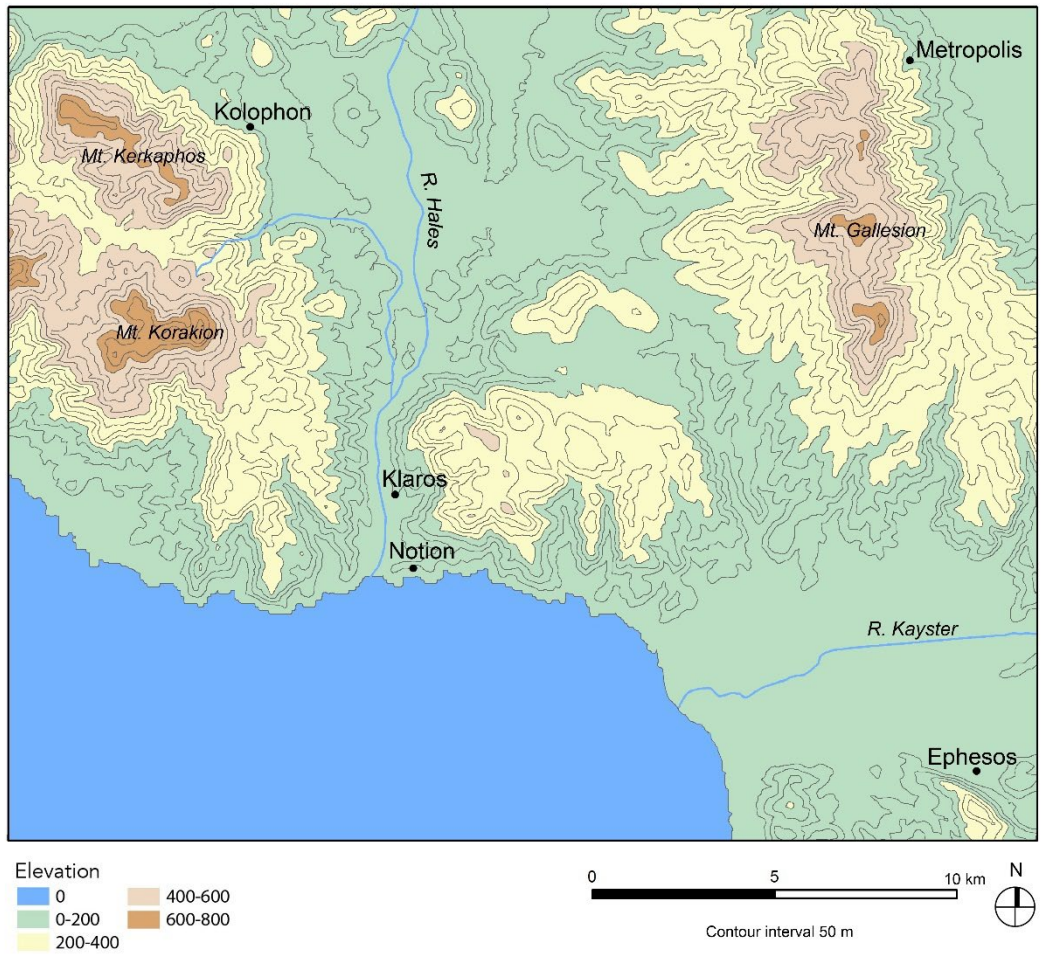 Metropolis
Kolophon
Mt. Kerkaphos
R. Hales
Mt. Gallesion
Mt. Korakion
Klaros
Notion
R. Kayster
Ephesos
Elevation
0
0-200
200-400
400-600
600-800
0 5 10 km
Contour interval 50 m
N